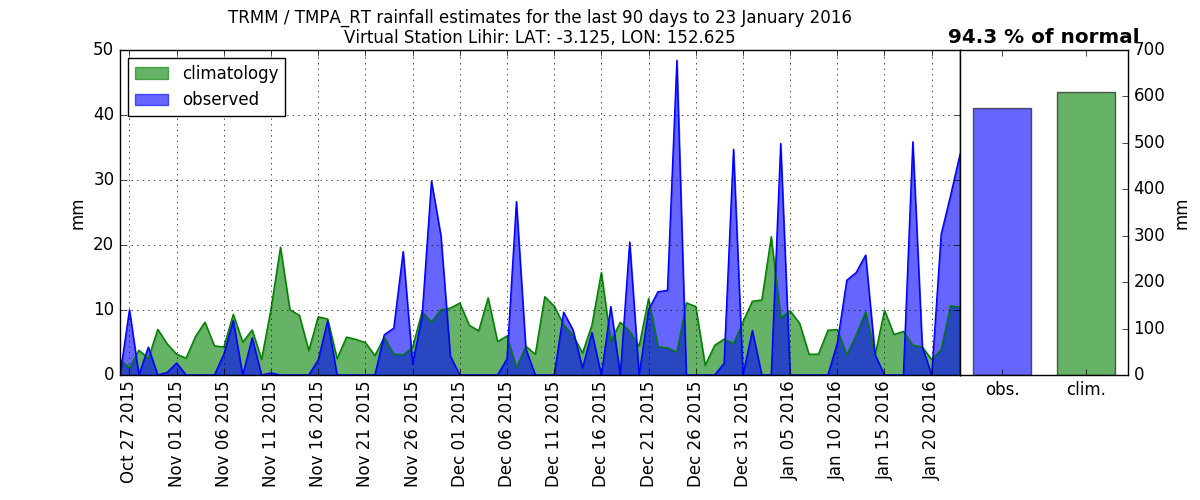 TRMM / TMPA_RT rainfall estimates for the last 90 days to 23 January 2016
Virtual Station Lihir: LAT: -3.125, LON: 152.625
94.3 % of normal
climatology
observed
50
40
30
20
10
0
mm
700
600
500
400
300
200
100
0
mm
obs.
clim.
Oct 27 2015
Nov 01 2015
Nov 06 2015
Nov 11 2015
Nov 16 2015
Nov 21 2015
Nov 26 2015
Dec 01 2015
Dec 06 2015
Dec 11 2015
Dec 16 2015
Dec 21 2015
Dec 26 2015
Dec 31 2015
Jan 05 2016
Jan 10 2016
Jan 15 2016
Jan 20 2016